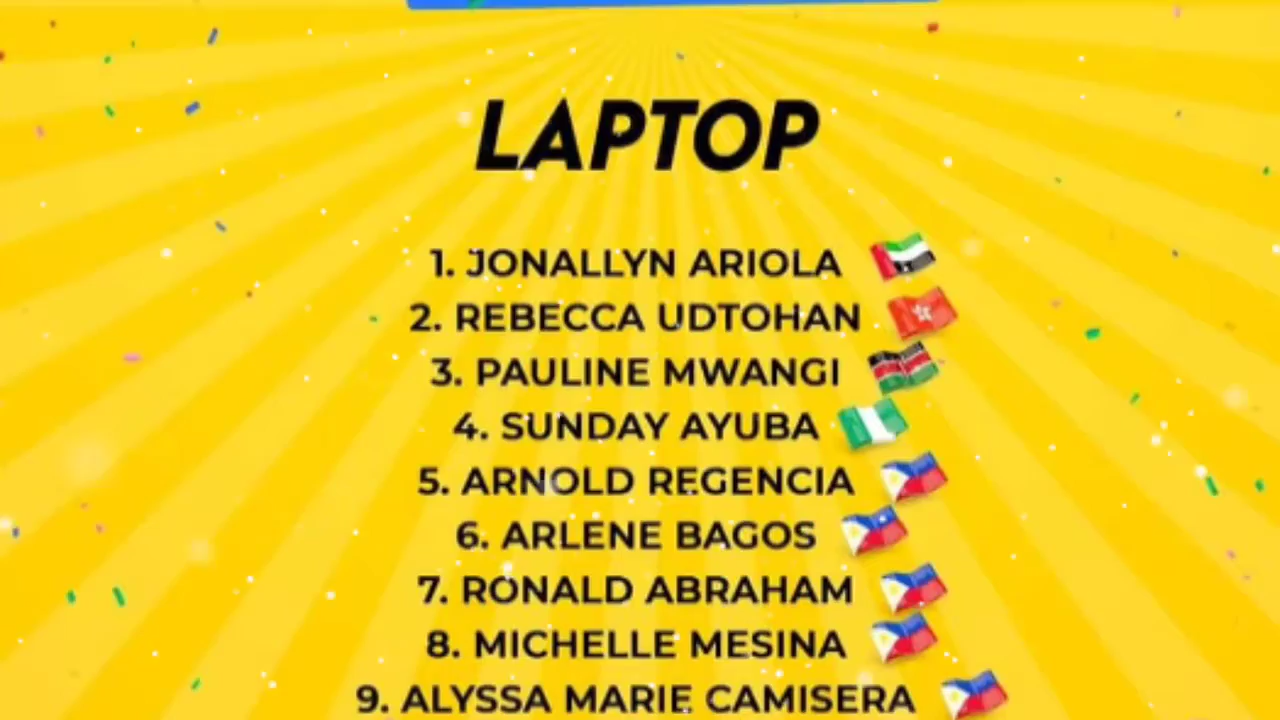 LAPTOP
1. JONALLYN ARIOLA
2. REBECCA UDTOHAN
3. PAULINE MWANGI
4. SUNDAY AYUBA
5. ARNOLD REGENCIA
6. ARLENE BAGOS
7. RONALD ABRAHAM
8. MICHELLE MESINA
9. ALYSSA MARIE CAMISERA